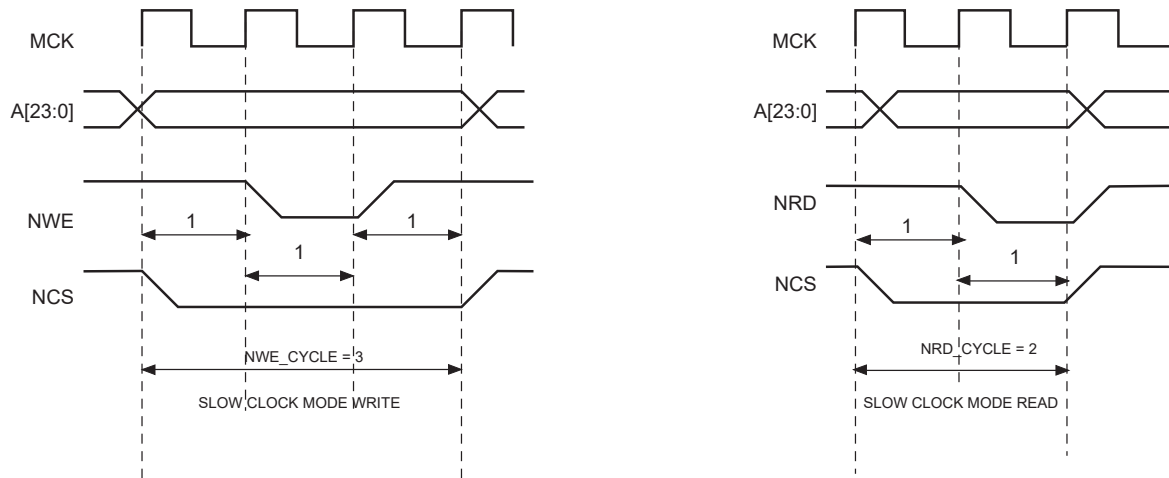 MCK
A[23:0]
NWE
1
1
1
NCS
NWE_CYCLE = 3
SLOW CLOCK MODE WRITE
MCK
A[23:0]
NRD
1
1
NCS
NRD_CYCLE = 2
SLOW CLOCK MODE READ